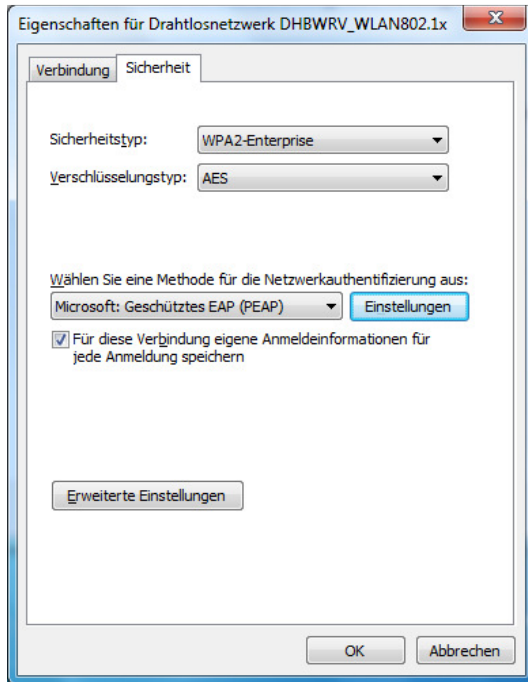 Eigenschaften für Drahtlosnetzwerk DHBWRV_WLAN802.1x
Verbindung Sicherheit
Sicherheitstyp: WPA2-Enterprise
Verschlüsselungstyp: AES
Wählen Sie eine Methode für die Netzwerkauthentifizierung aus:
Microsoft: Geschütztes EAP (PEAP) Einstellungen
Für diese Verbindung eigene Anmeldeinformationen für
jede Anmeldung speichern
Erweiterte Einstellungen
OK Abbrechen